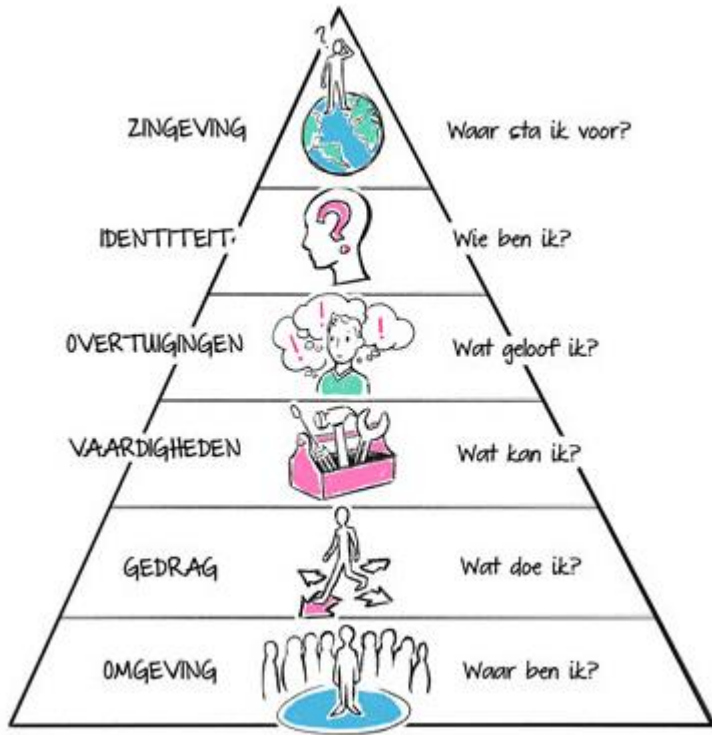 ?
ZINGEVING Waar sta ik voor?
IDENTITEIT ? Wie ben ik?
OVERTUIGINGEN ! ! ! Wat geloof ik?
VAARDIGHEDEN Wat kan ik?
GEDRAG Wat doe ik?
OMGEVING Waar ben ik?